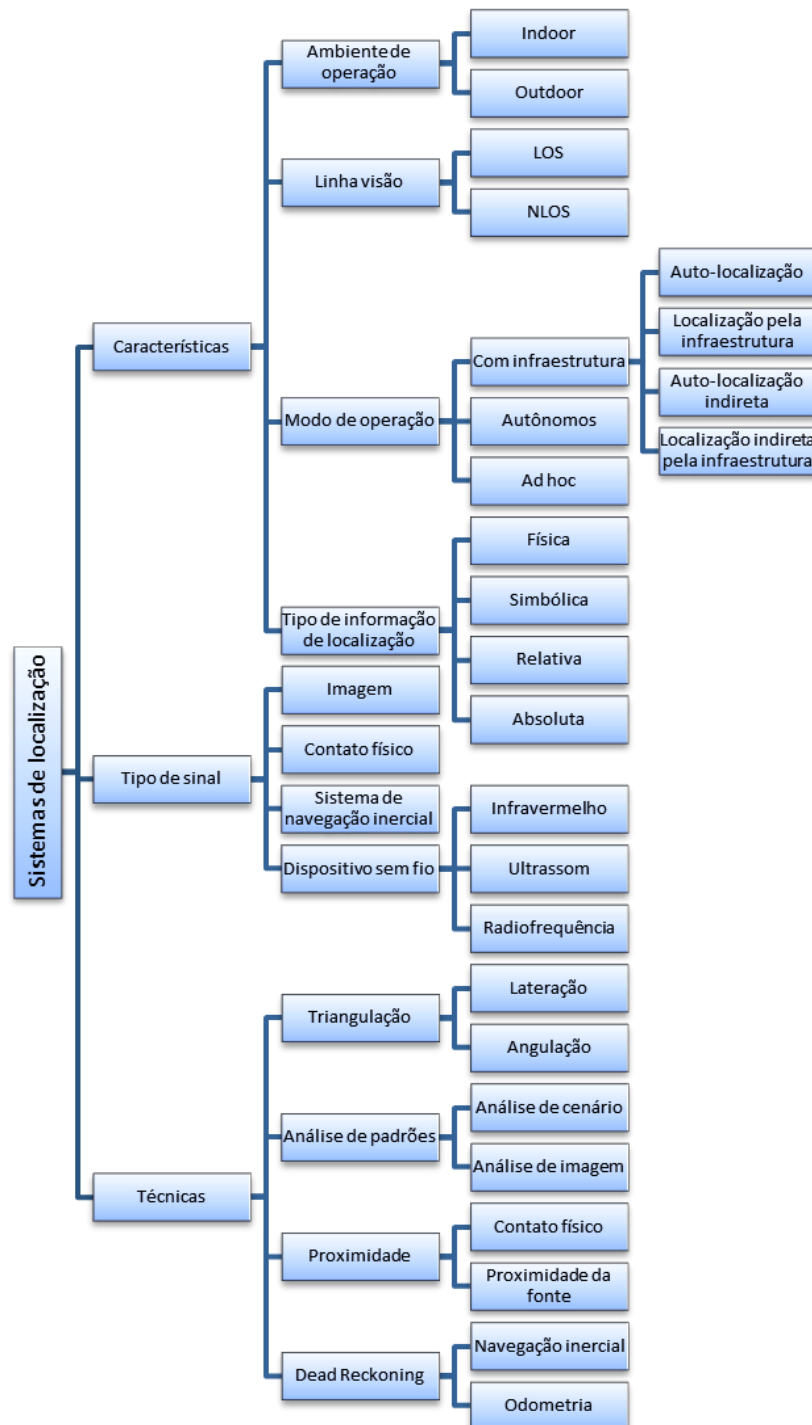 Sistemas de localização
Características
Ambiente de
operação
Indoor
Outdoor
Linha visão
LOS
NLOS
Modo de operação
Com infraestrutura
Auto-localização
Localização pela
infraestrutura
Auto-localização
indireta
Localização indireta
pela infraestrutura
Autônomos
Ad hoc
Tipo de informação
de localização
Física
Simbólica
Relativa
Absoluta
Tipo de sinal
Imagem
Contato físico
Sistema de
navegação inercial
Dispositivo sem fio
Infravermelho
Ultrassom
Radiofrequência
Técnicas
Triangulação
Lateração
Angulação
Análise de padrões
Análise de cenário
Análise de imagem
Proximidade
Contato físico
Proximidade da
fonte
Dead Reckoning
Navegação inercial
Odometria